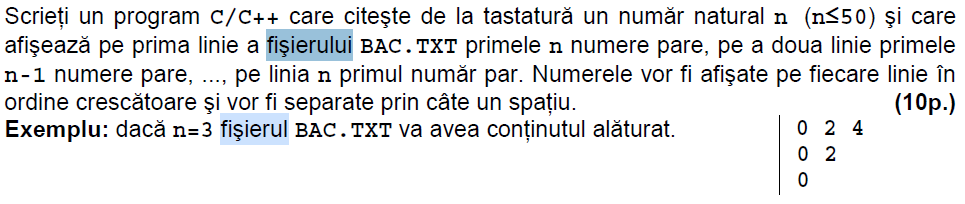 Scrieţi un program C/C++ care citeşte de la tastatură un număr natural n (n≤50) şi care
afişează pe prima linie a fişierului BAC.TXT primele n numere pare, pe a doua linie primele
n-1 numere pare, ..., pe linia n primul număr par. Numerele vor fi afişate pe fiecare linie în
ordine crescătoare şi vor fi separate prin câte un spaţiu. (10p.)
Exemplu: dacă n=3 fişierul BAC.TXT va avea conţinutul alăturat. 0 2 4
0 2
0